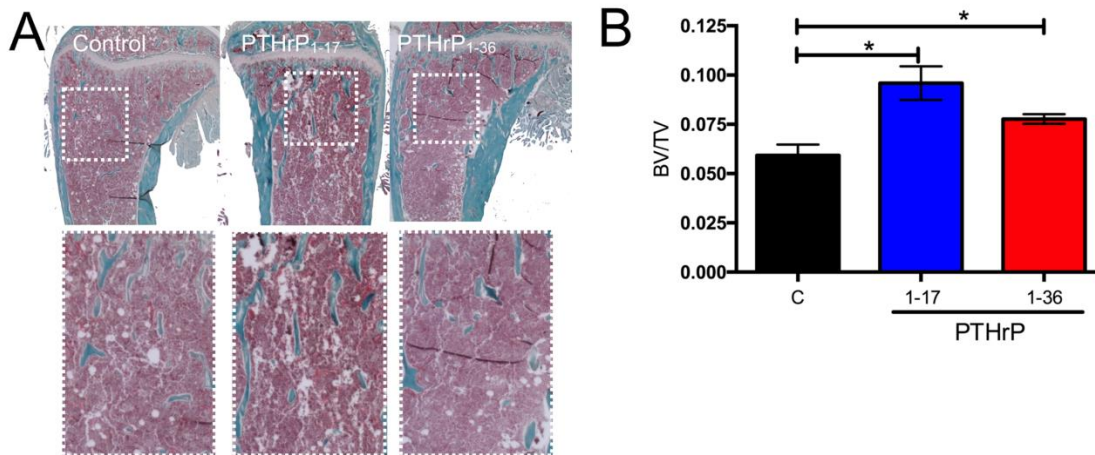 A
Control
PTHrP1-17
PTHrP1-36
B
BV/TV
0.125
0.100
0.075
0.050
0.025
0.000
*
*
C
1-17
1-36
PTHrP